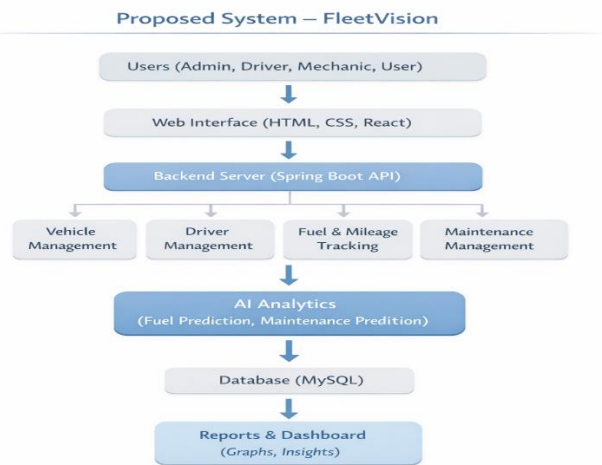 Proposed System – FleetVision
Users (Admin, Driver, Mechanic, User)
Web Interface (HTML, CSS, React)
Backend Server (Spring Boot API)
Vehicle
Management
Driver
Management
Fuel & Mileage
Tracking
Maintenance
Management
AI Analytics
(Fuel Prediction, Maintenance Predition)
Database (MySQL)
Reports & Dashboard
(Graphs, Insights)